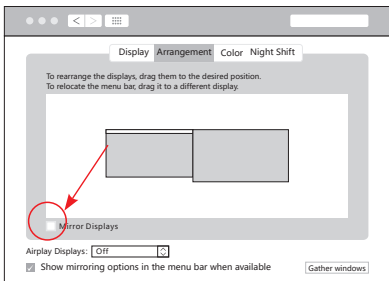 Display Arrangement Color Night Shift
To rearrange the displays, drag them to the desired position.
To relocate the menu bar, drag it to a different display.
Mirror Displays
Airplay Displays: Off
Show mirroring options in the menu bar when available
Gather windows